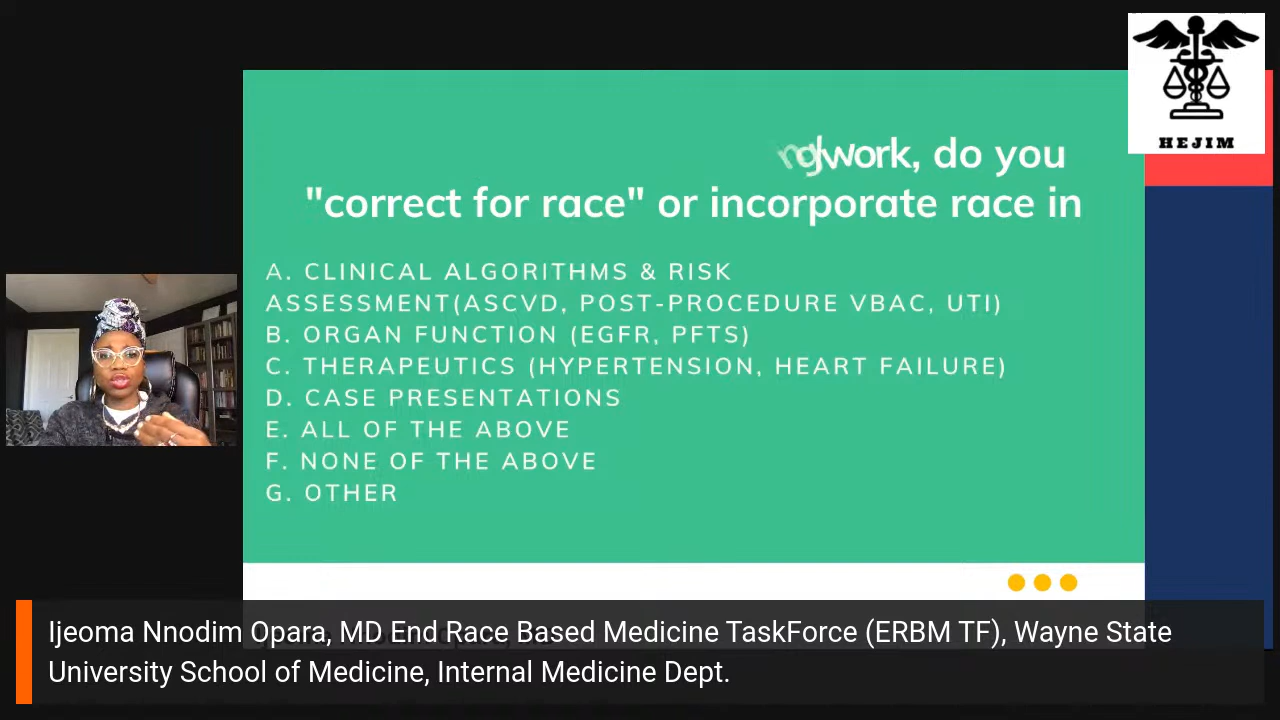 HEJIM
work, do you
"correct for race" or incorporate race in
A. CLINICAL ALGORITHMS & RISK
ASSESSMENT(ASCVD, POST-PROCEDURE VBAC, UTI)
B. ORGAN FUNCTION (EGFR, PFTS)
C. THERAPEUTICS (HYPERTENSION, HEART FAILURE)
D. CASE PRESENTATIONS
E. ALL OF THE ABOVE
F. NONE OF THE ABOVE
G. OTHER
Ijeoma Nnodim Opara, MD End Race Based Medicine TaskForce (ERBM TF), Wayne State
University School of Medicine, Internal Medicine Dept.